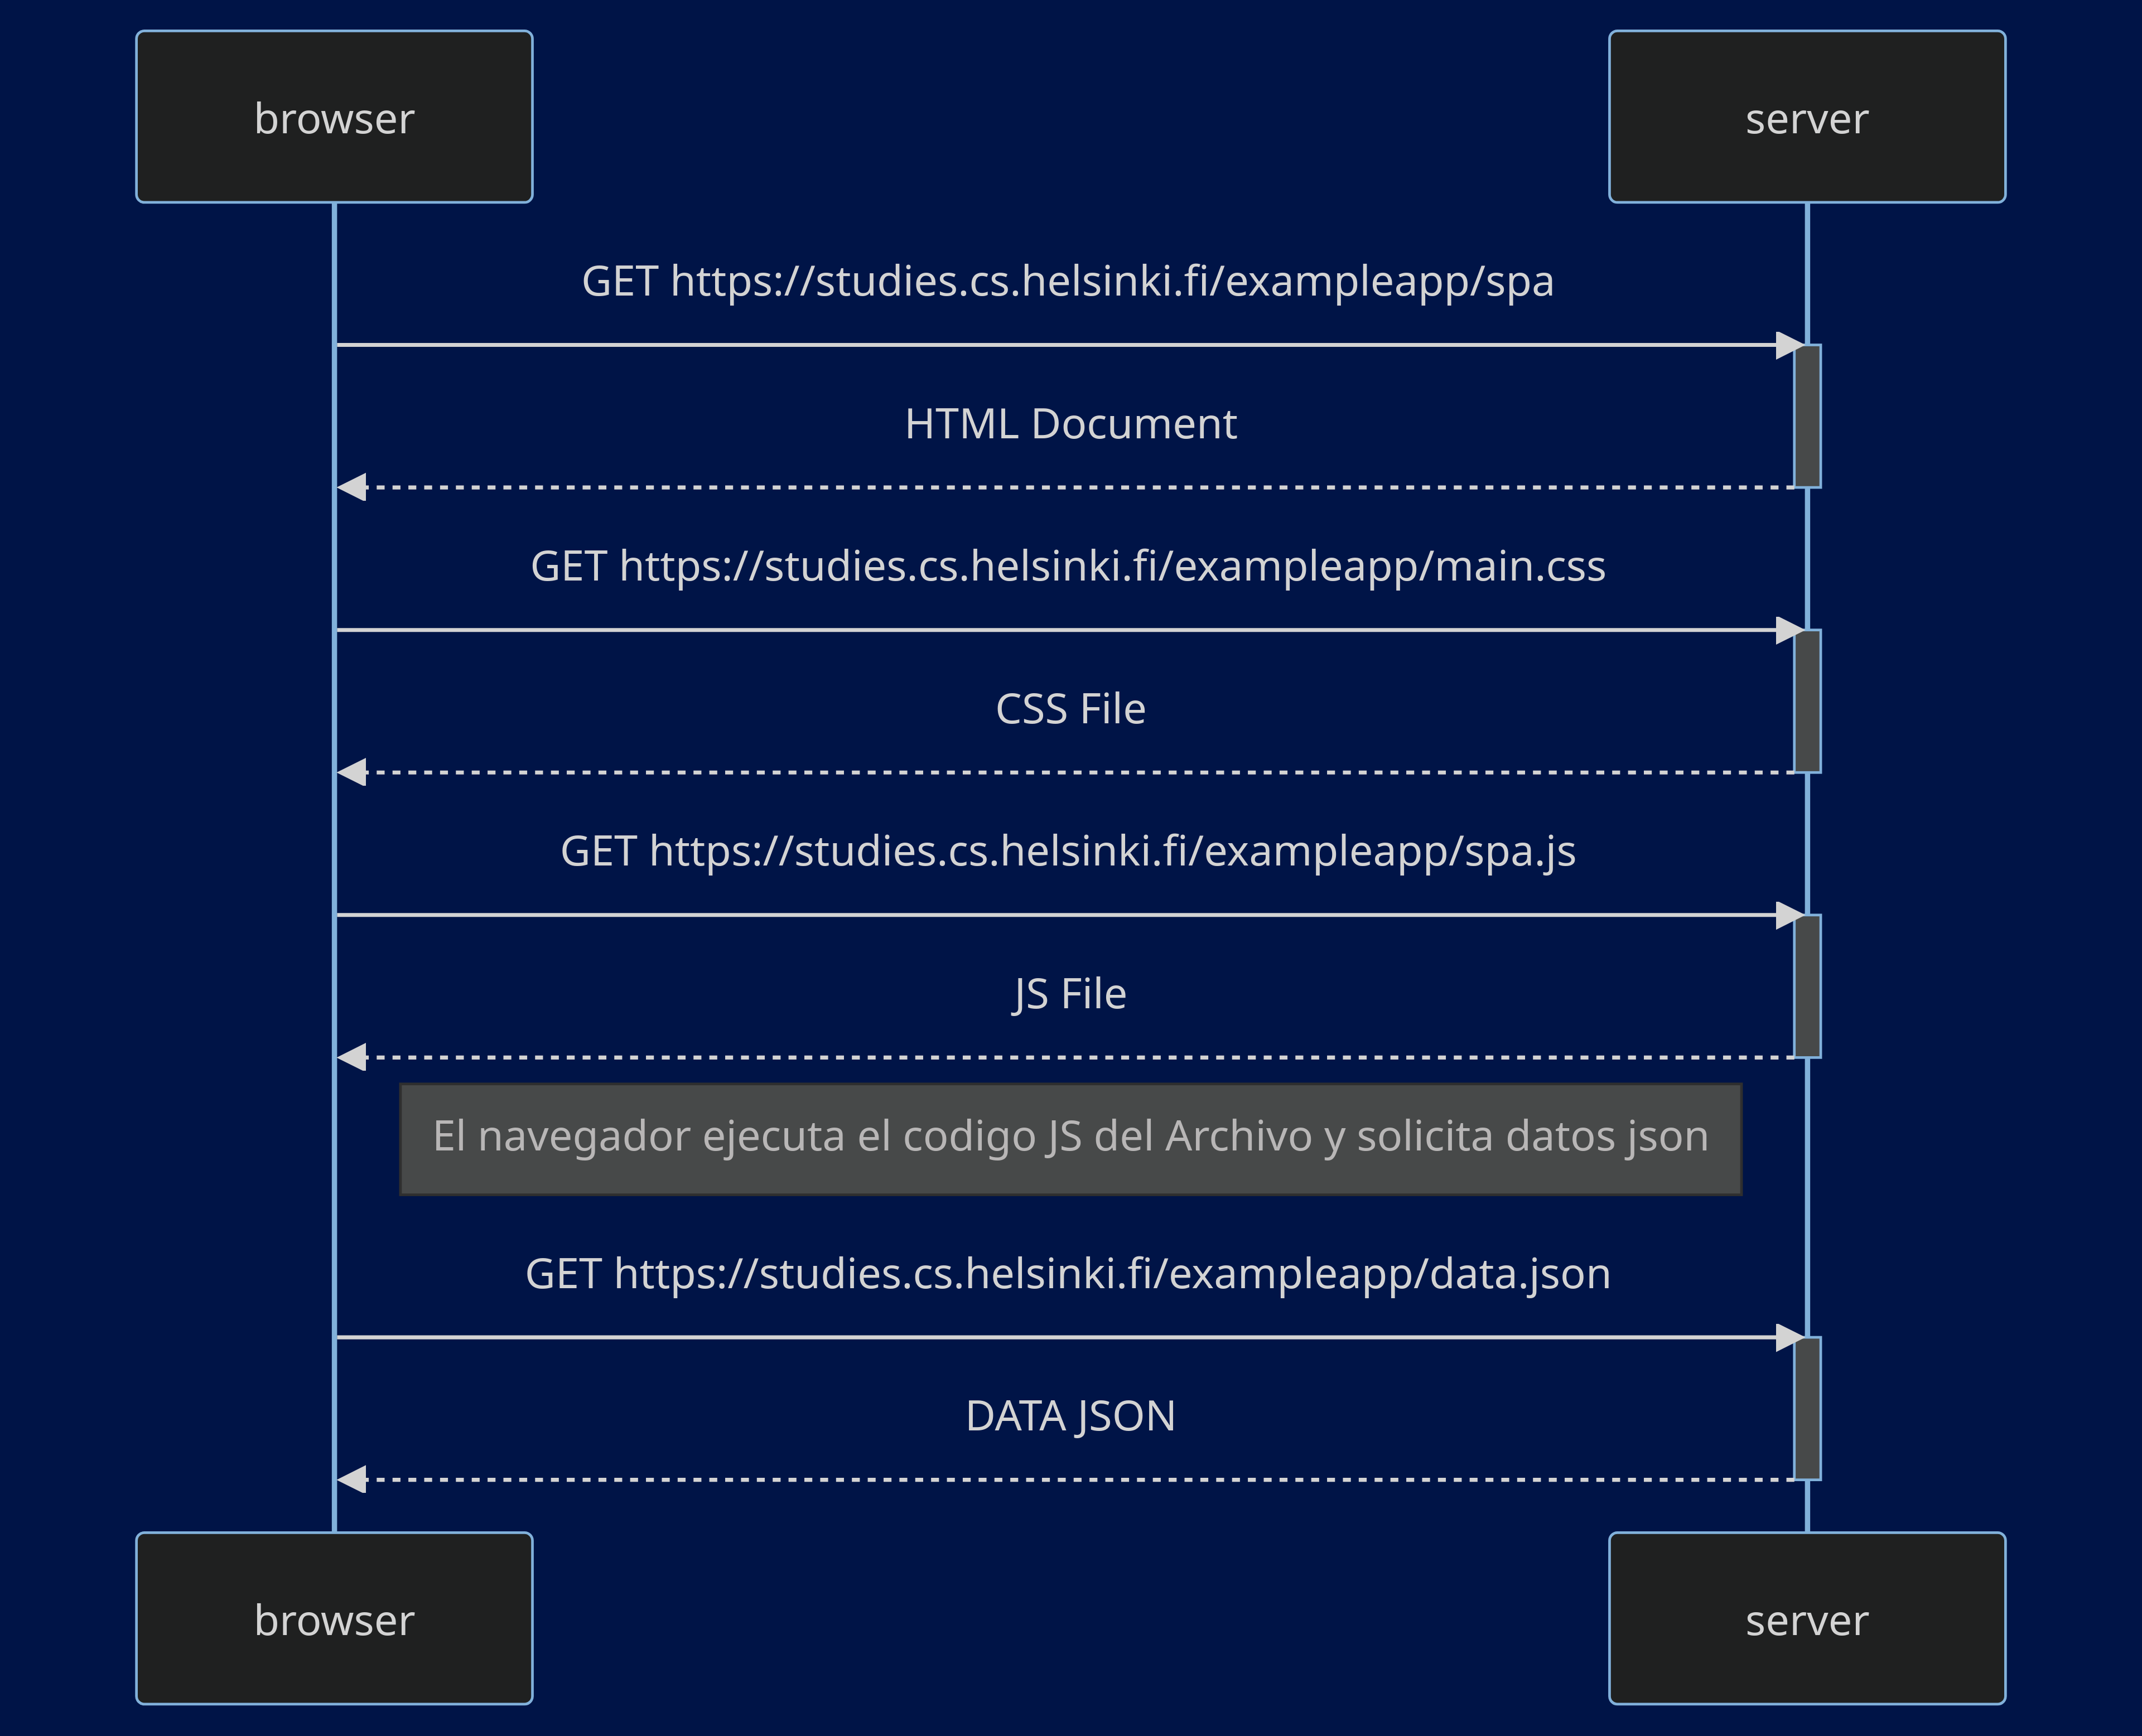 browser
server
GET https://studies.cs.helsinki.fi/exampleapp/spa
HTML Document
GET https://studies.cs.helsinki.fi/exampleapp/main.css
CSS File
GET https://studies.cs.helsinki.fi/exampleapp/spa.js
JS File
El navegador ejecuta el codigo JS del Archivo y solicita datos json
GET https://studies.cs.helsinki.fi/exampleapp/data.json
DATA JSON
browser
server